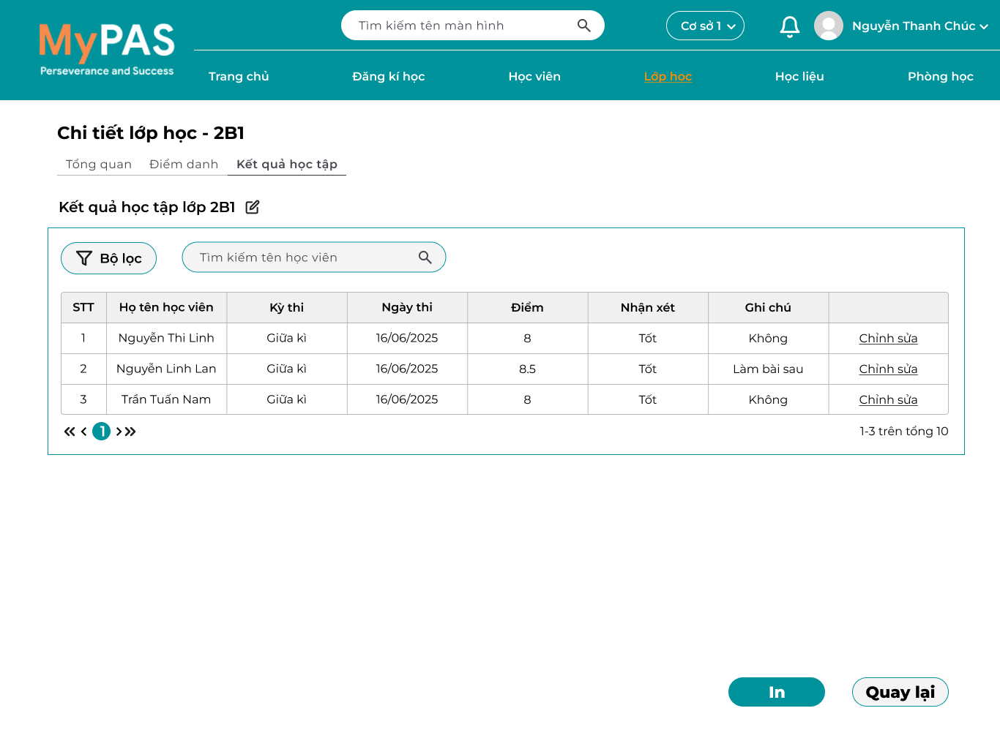 MyPAS
Perseverance and Success
Tìm kiếm tên màn hình
Cơ sở 1
Nguyễn Thanh Chúc
Trang chủ Đăng kí học Học viên Lớp học Học liệu Phòng học
Chi tiết lớp học - 2B1
Tổng quan Điểm danh Kết quả học tập
Kết quả học tập lớp 2B1
Bộ lọc
Tìm kiếm tên học viên
STT Họ tên học viên Kỳ thi Ngày thi Điểm Nhận xét Ghi chú
1 Nguyễn Thi Linh Giữa kì 16/06/2025 8 Tốt Không Chỉnh sửa
2 Nguyễn Linh Lan Giữa kì 16/06/2025 8.5 Tốt Làm bài sau Chỉnh sửa
3 Trần Tuấn Nam Giữa kì 16/06/2025 8 Tốt Không Chỉnh sửa
« ‹ 1 › »
1-3 trên tổng 10
In Quay lại